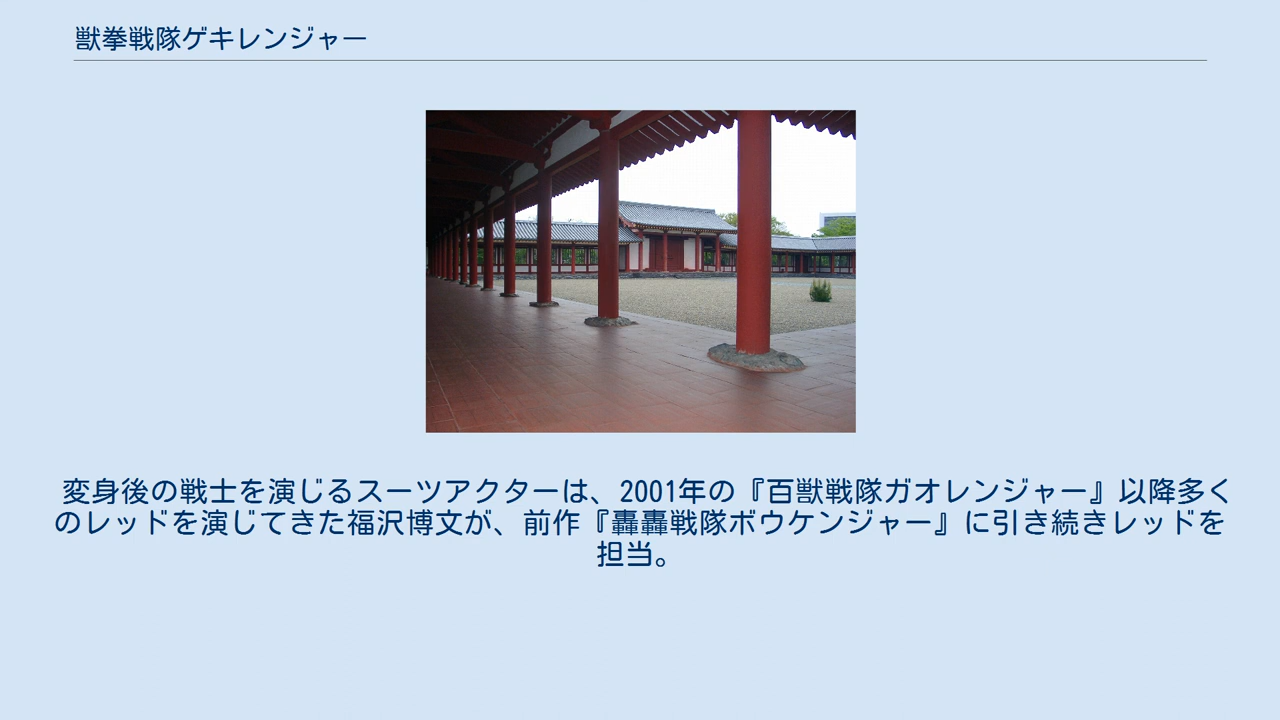 獣拳戦隊ゲキレンジャー
変身後の戦士を演じるスーツアクターは、2001年の『百獣戦隊ガオレンジャー』以降多く
のレッドを演じてきた福沢博文が、前作『轟轟戦隊ボウケンジャー』に引き続きレッドを
担当。